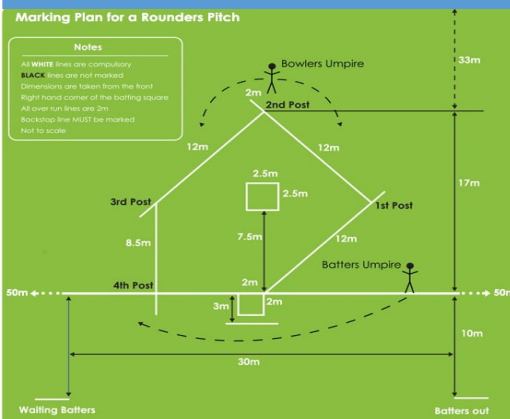 Marking Plan for a Rounders Pitch
Notes
All WHITE lines are compulsory
BLACK lines are not marked
Dimensions are taken from the front
Right hand corner of the batting square
All over run lines are 2m
Backstop line MUST be marked
Not to scale
Bowlers Umpire
33m
2m
2nd Post
12m
12m
2.5m
2.5m
17m
3rd Post
1st Post
8.5m
7.5m
12m
Batters Umpire
4th Post
2m
50m
50m
3m
2m
10m
30m
Waiting Batters
Batters out